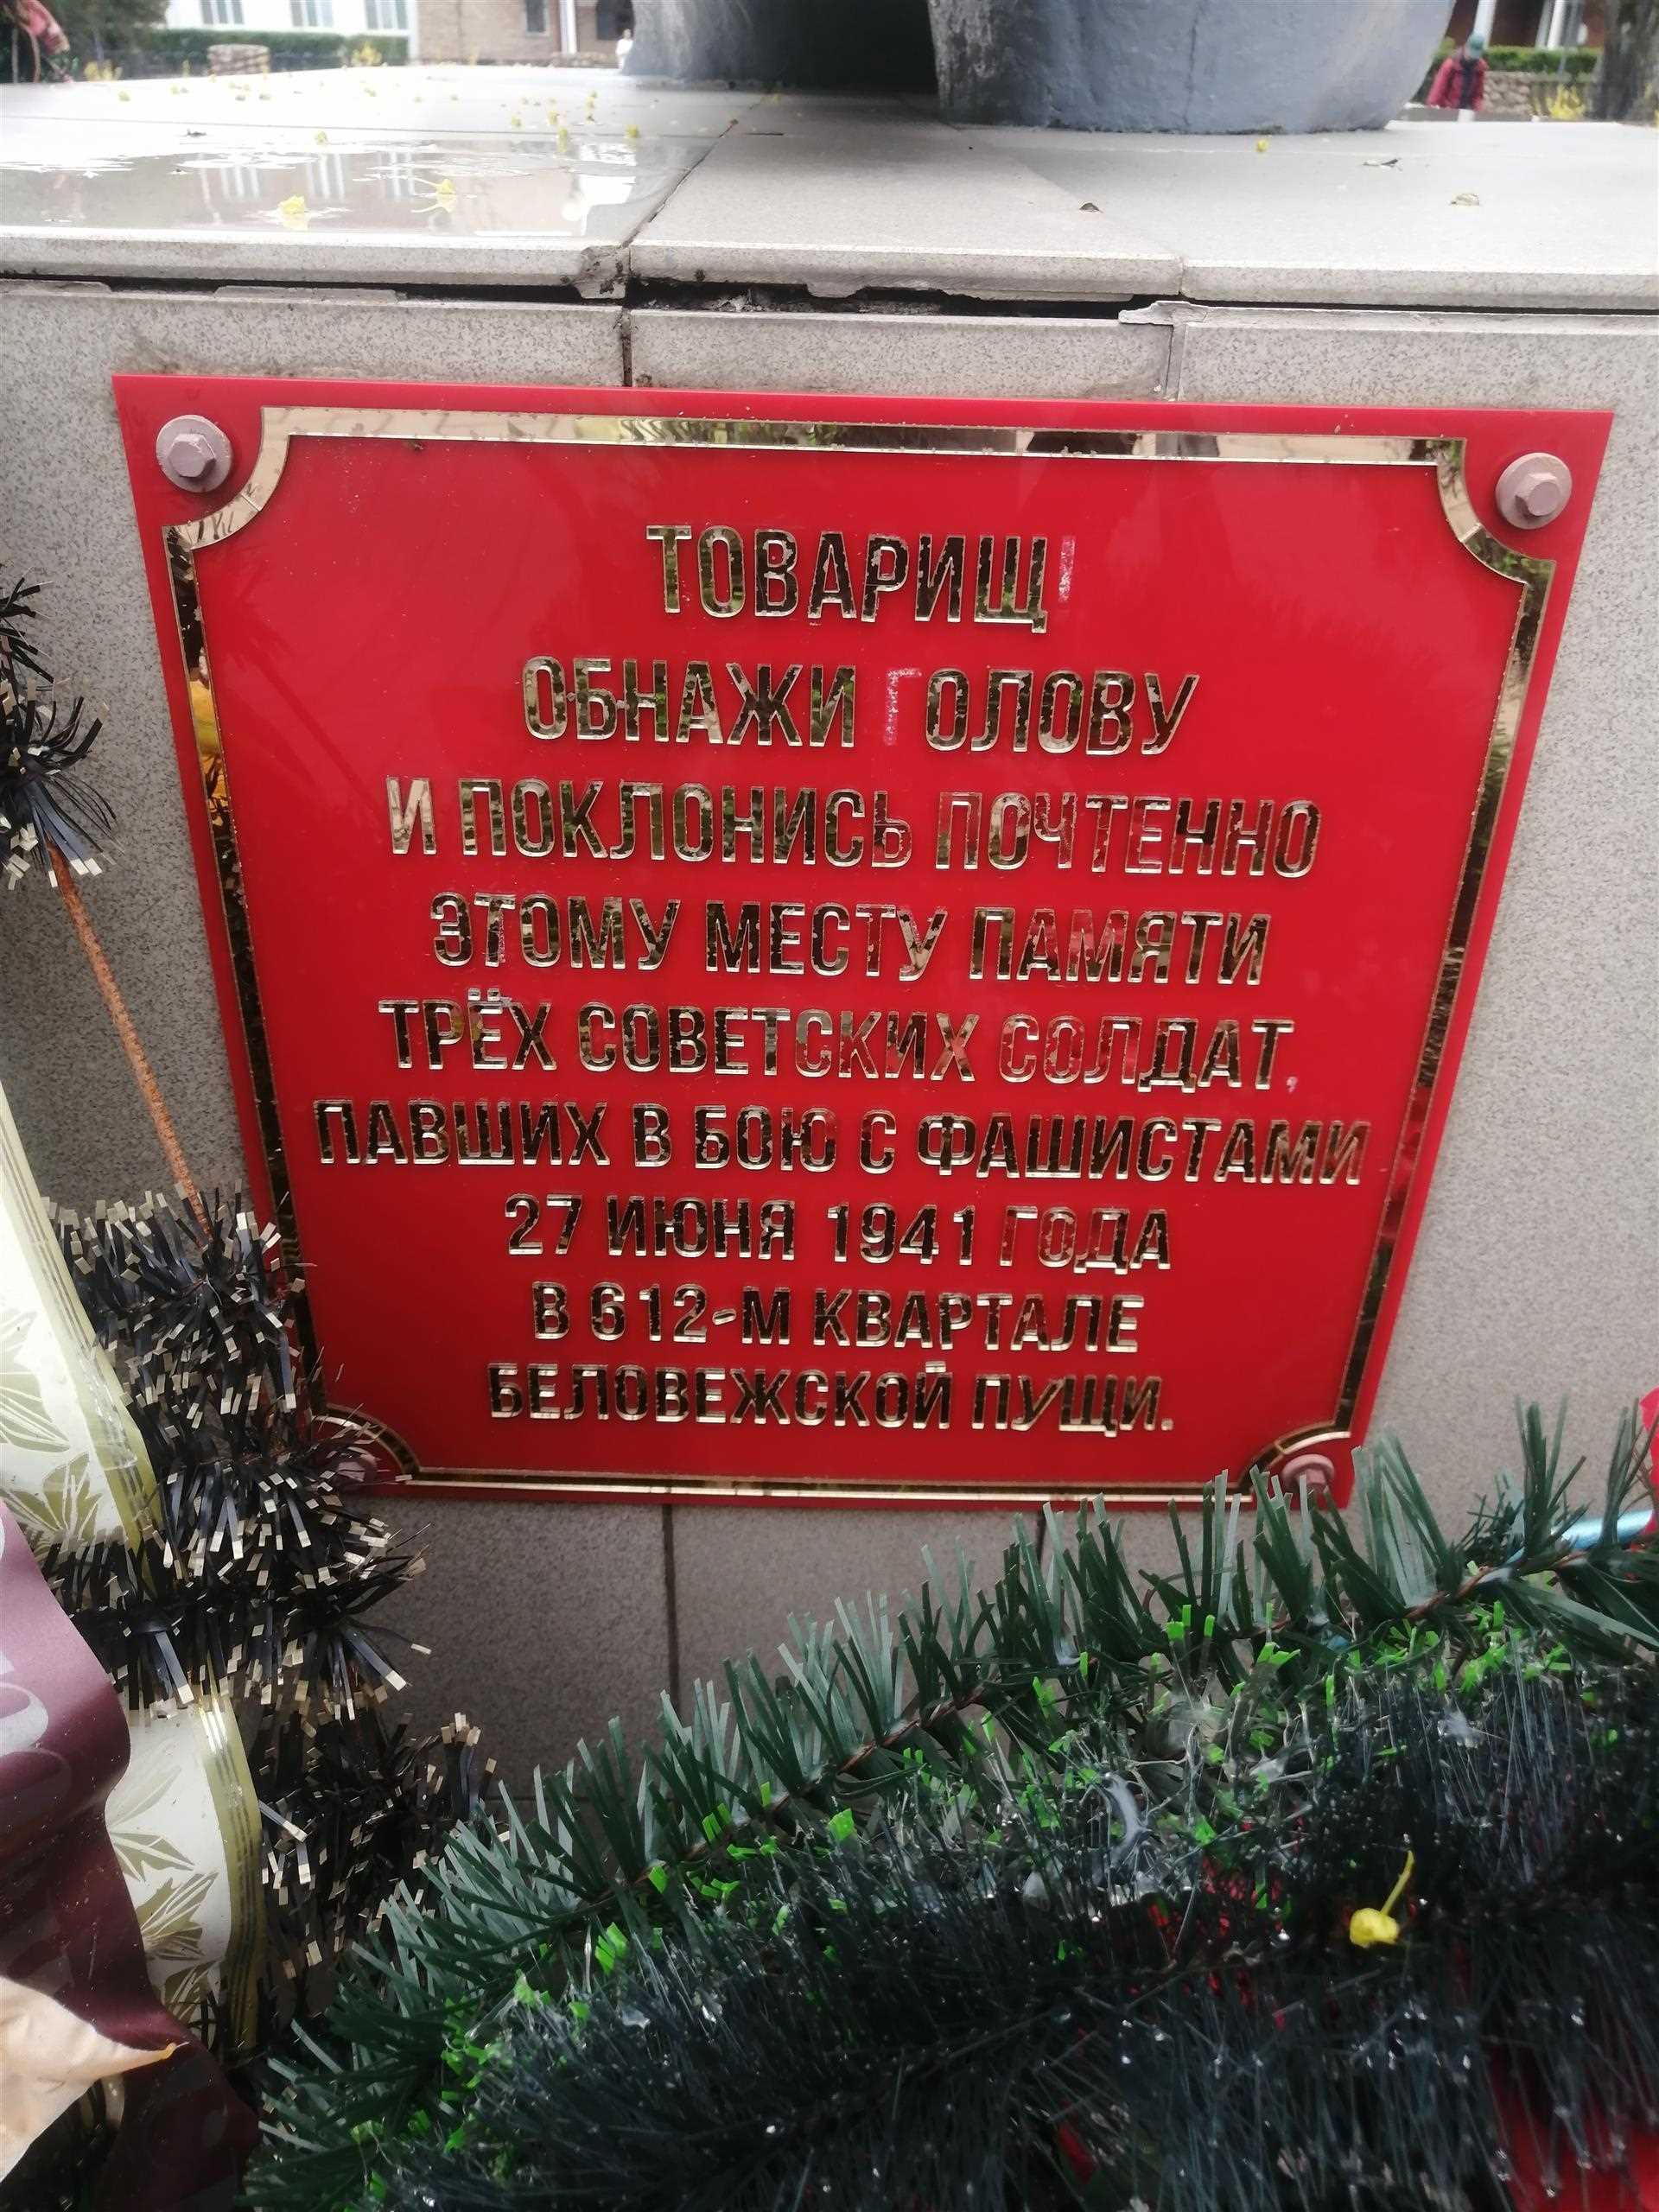 ТОВАРИЩ!
ОБНАЖИ ГОЛОВУ
И ПОКЛОНИСЬ ПОЧТЕННО
ЭТОМУ МЕСТУ ПАМЯТИ
ТРЁХ СОВЕТСКИХ СОЛДАТ,
ПАВШИХ В БОЮ С ФАШИСТАМИ
27 ИЮНЯ 1941 ГОДА
В 612-М КВАРТАЛЕ
БЕЛОВЕЖСКОЙ ПУЩИ.